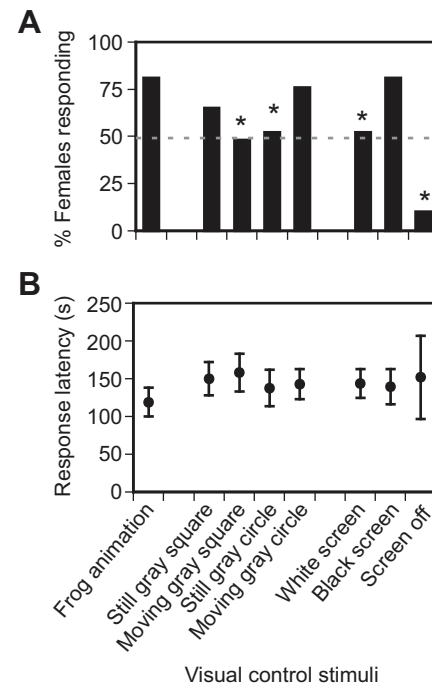 A
100
75
50
25
0
% Females responding
* * * *
B
250
200
150
100
50
0
Response latency (s)
Frog animation
Still gray square
Moving gray square
Still gray circle
Moving gray circle
White screen
Black screen
Screen off
Visual control stimuli